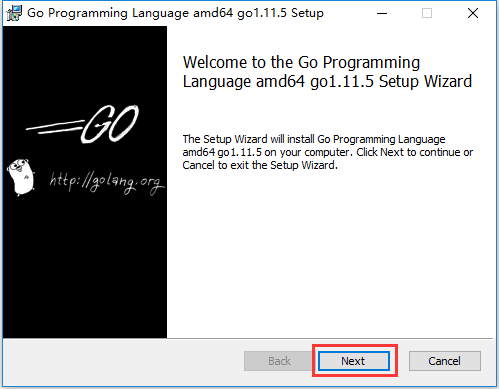 Go Programming Language amd64 go1.11.5 Setup
Welcome to the Go Programming
Language amd64 go1.11.5 Setup Wizard
GO
http://golang.org
The Setup Wizard will install Go Programming Language
amd64 go1.11.5 on your computer. Click Next to continue or
Cancel to exit the Setup Wizard.
Back Next Cancel